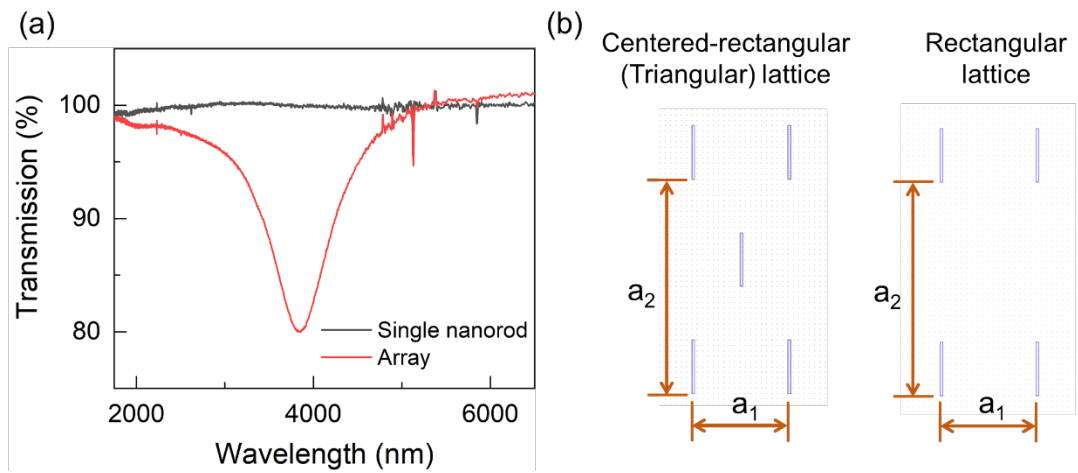 (a)
Transmission (%)
100
90
80
2000
4000
6000
Wavelength (nm)
Single nanorod
Array
(b)
Centered-rectangular
(Triangular) lattice
a₂
a₁
Rectangular
lattice
a₂
a₁